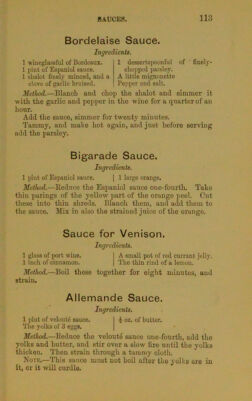 SAUCES. 113
Bordelaise Sauce.
Ingredients.
1 wineglassful of Bordeaux.
1 pint of Espaniol sauce.
1 shalot finely minced, and a
clove of garlic bruised.
1 dessertspoonful of finely-
chopped parsley.
A little mignonette
Pepper and salt.
Method.—Blanch and chop the shalot and simmer it
with the garlic and pepper in the wine for a quarter of an
hour.
Add the sauce, simmer for twenty minutes.
Tammy, and make hot again, and just before serving
add the parsley.
Bigarade Sauce.
Ingredients.
1 pint of Espaniol sauce.
1 large orange.
Method.—Reduce the Espaniol sauce one-fourth. Take
thin parings of the yellow part of the orange peel. Cut
these into thin shreds. Blanch them, and add them to
the sauce. Mix in also the strained juice of the orange.
Sauce for Venison.
Ingredients.
1 glass of port wine.
1 inch of cinnamon.
A small pot of red currant jelly.
The thin rind of a lemon.
Method.—Boil these together for eight minutes, and
strain.
Allemande Sauce.
Ingredients.
1 pint of velouté sauce.
The yolks of 3 eggs.
½ oz. of butter.
Method.—Reduce the velouté sauce one-fourth, add the
yolks and butter, and stir over a slow fire until the yolks
thicken. Then strain through a tammy cloth.
NOTE.—This sauce must not boil after the yolks are in
it, or it will curdle.